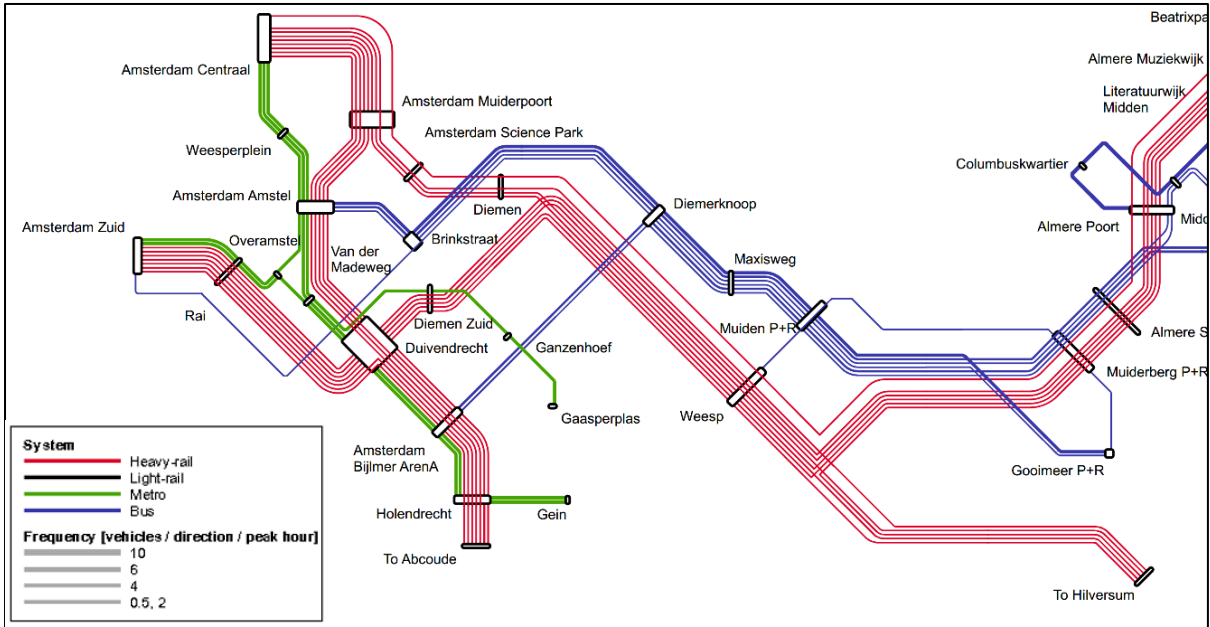 Beatrixpa
Amsterdam Centraal
Almere Muziekwijk
Literatuurwijk
Midden
Amsterdam Muiderpoort
Amsterdam Science Park
Weesperplein
Columbuskwartier
Amsterdam Amstel
Diemen
Diemerknoop
Amsterdam Zuid
Overamstel
Van der
Madeweg
Brinkstraat
Almere Poort
Midd
Maxisweg
Rai
Diemen Zuid
Duivendrecht
Ganzenhoef
Muiden P+R
Almere S
Muiderberg P+R
Gaasperplas
Weesp
Amsterdam
Bijlmer ArenA
Gooimeer P+R
Holendrecht
Gein
To Abcoude
To Hilversum
System
Heavy-rail
Light-rail
Metro
Bus
Frequency [vehicles / direction / peak hour]
10
6
4
0.5, 2